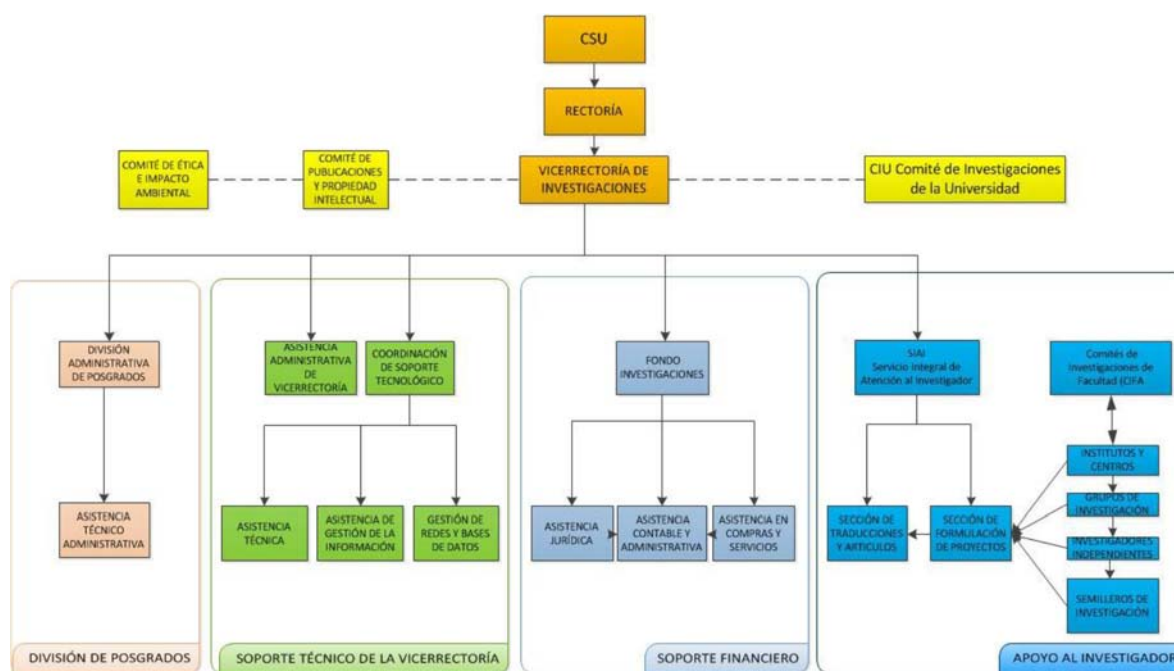 CSU
RECTORÍA
COMITÉ DE ÉTICA
E IMPACTO
AMBIENTAL
COMITÉ DE
PUBLICACIONES
Y PROPIEDAD
INTELECTUAL
VICERRECTORÍA DE
INVESTIGACIONES
CIU Comité de Investigaciones
de la Universidad
DIVISIÓN
ADMINISTRATIVA
DE POSGRADOS
ASISTENCIA
ADMINISTRATIVA
DE
VICERRECTORÍA
COORDINACIÓN
DE SOPORTE
TECNOLÓGICO
FONDO
INVESTIGACIONES
SIAI
Servicio integral de
Atención al Investigador
Comités de
Investigaciones de
Facultad (CIFA
INSTITUTOS Y
CENTROS
GRUPOS DE
INVESTIGACIÓN
INVESTIGADORES
INDEPENDIENTES
SEMILLEROS DE
INVESTIGACIÓN
ASISTENCIA
TÉCNICO
ADMINISTRATIVA
ASISTENCIA
TÉCNICA
ASISTENCIA DE
GESTIÓN DE LA
INFORMACIÓN
GESTIÓN DE
REDES Y BASES
DE DATOS
ASISTENCIA
JURÍDICA
ASISTENCIA
CONTABLE Y
ADMINISTRATIVA
ASISTENCIA EN
COMPRAS Y
SERVICIOS
SECCIÓN DE
TRADUCCIONES
Y ARTICULOS
SECCIÓN DE
FORMULACIÓN
DE PROYECTOS
DIVISIÓN DE POSGRADOS
SOPORTE TÉCNICO DE LA VICERRECTORÍA
SOPORTE FINANCIERO
APOYO AL INVESTIGADOR